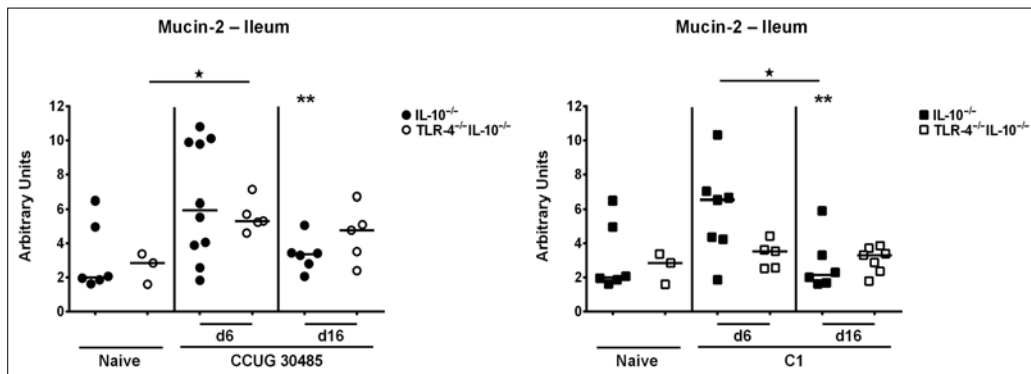 Mucin-2 – Ileum
★
**
12
10
8
6
4
2
0
Arbitrary Units
IL-10⁻/⁻
TLR-4⁻/⁻IL-10⁻/⁻
d6
d16
Naive
CCUG 30485
Mucin-2 – Ileum
★
**
12
10
8
6
4
2
0
Arbitrary Units
IL-10⁻/⁻
TLR-4⁻/⁻IL-10⁻/⁻
d6
d16
Naive
C1